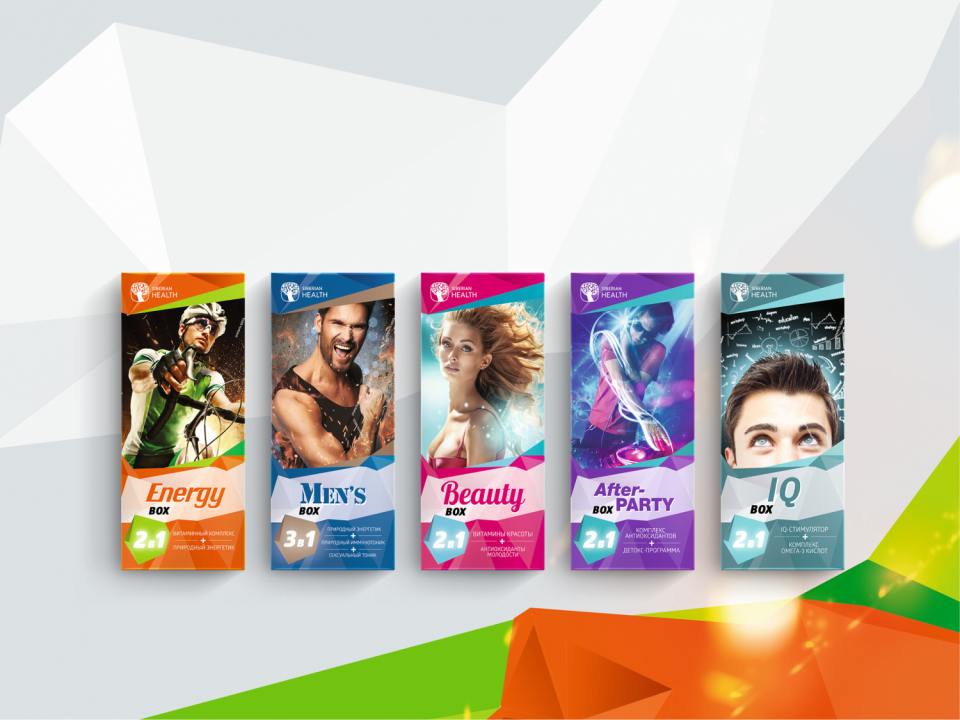 SIBERIAN
HEALTH
Energy
BOX
2в1
ВИТАМИННЫЙ КОМПЛЕКС
+
ПРИРОДНЫЙ ЭНЕРГЕТИК
SIBERIAN
HEALTH
MEN'S
BOX
3в1
ПРИРОДНЫЙ ЭНЕРГЕТИК
+
ПРИРОДНЫЙ ИММУНОТОНИК
+
СЕКСУАЛЬНЫЙ ТОНИК
SIBERIAN
HEALTH
Beauty
BOX
2в1
ВИТАМИНЫ КРАСОТЫ
+
АНТИОКСИДАНТЫ
МОЛОДОСТИ
SIBERIAN
HEALTH
After-
BOX PARTY
2в1
КОМПЛЕКС
АНТИОКСИДАНТОВ
+
ДЕТОКС-ПРОГРАММА
SIBERIAN
HEALTH
education
workshop
IQ
BOX
2в1
IQ-СТИМУЛЯТОР
+
КОМПЛЕКС
ОМЕГА-3 КИСЛОТ